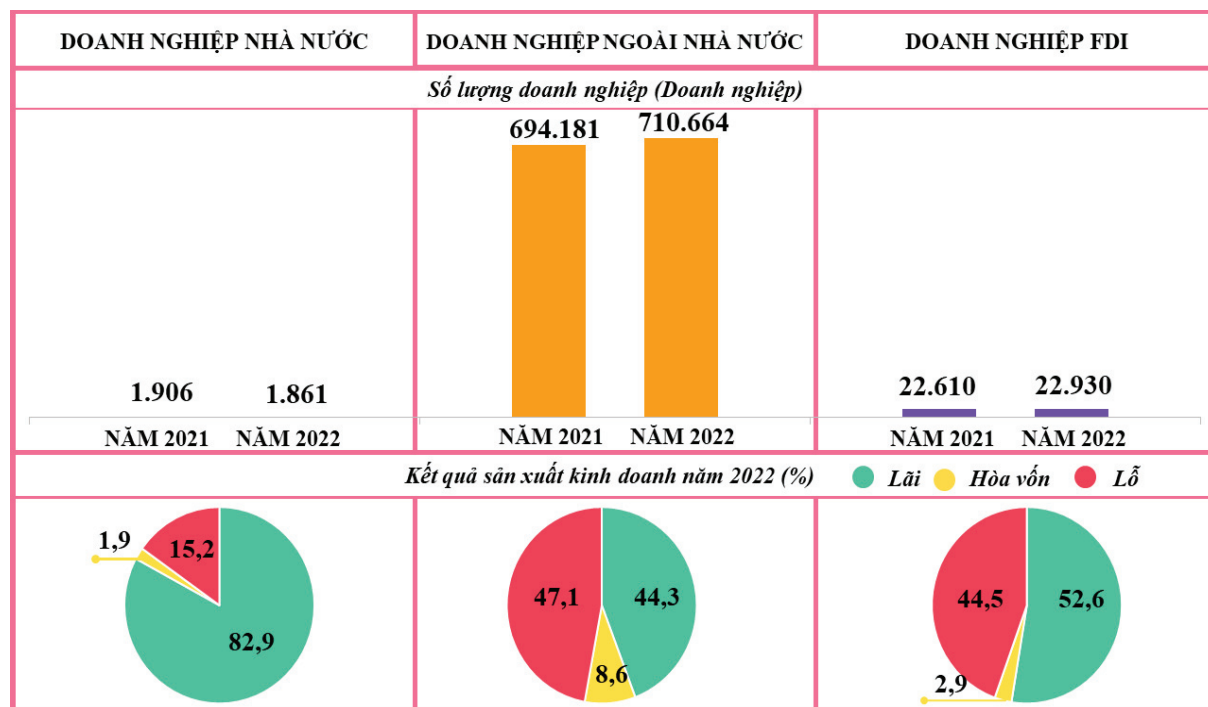 DOANH NGHIỆP NHÀ NƯỚC
DOANH NGHIỆP NGOÀI NHÀ NƯỚC
DOANH NGHIỆP FDI
Số lượng doanh nghiệp (Doanh nghiệp)
1.906
1.861
NĂM 2021
NĂM 2022
694.181
710.664
NĂM 2021
NĂM 2022
22.610
22.930
NĂM 2021
NĂM 2022
Kết quả sản xuất kinh doanh năm 2022 (%)
Lãi
Hòa vốn
Lỗ
1,9
15,2
82,9
47,1
44,3
8,6
44,5
52,6
2,9